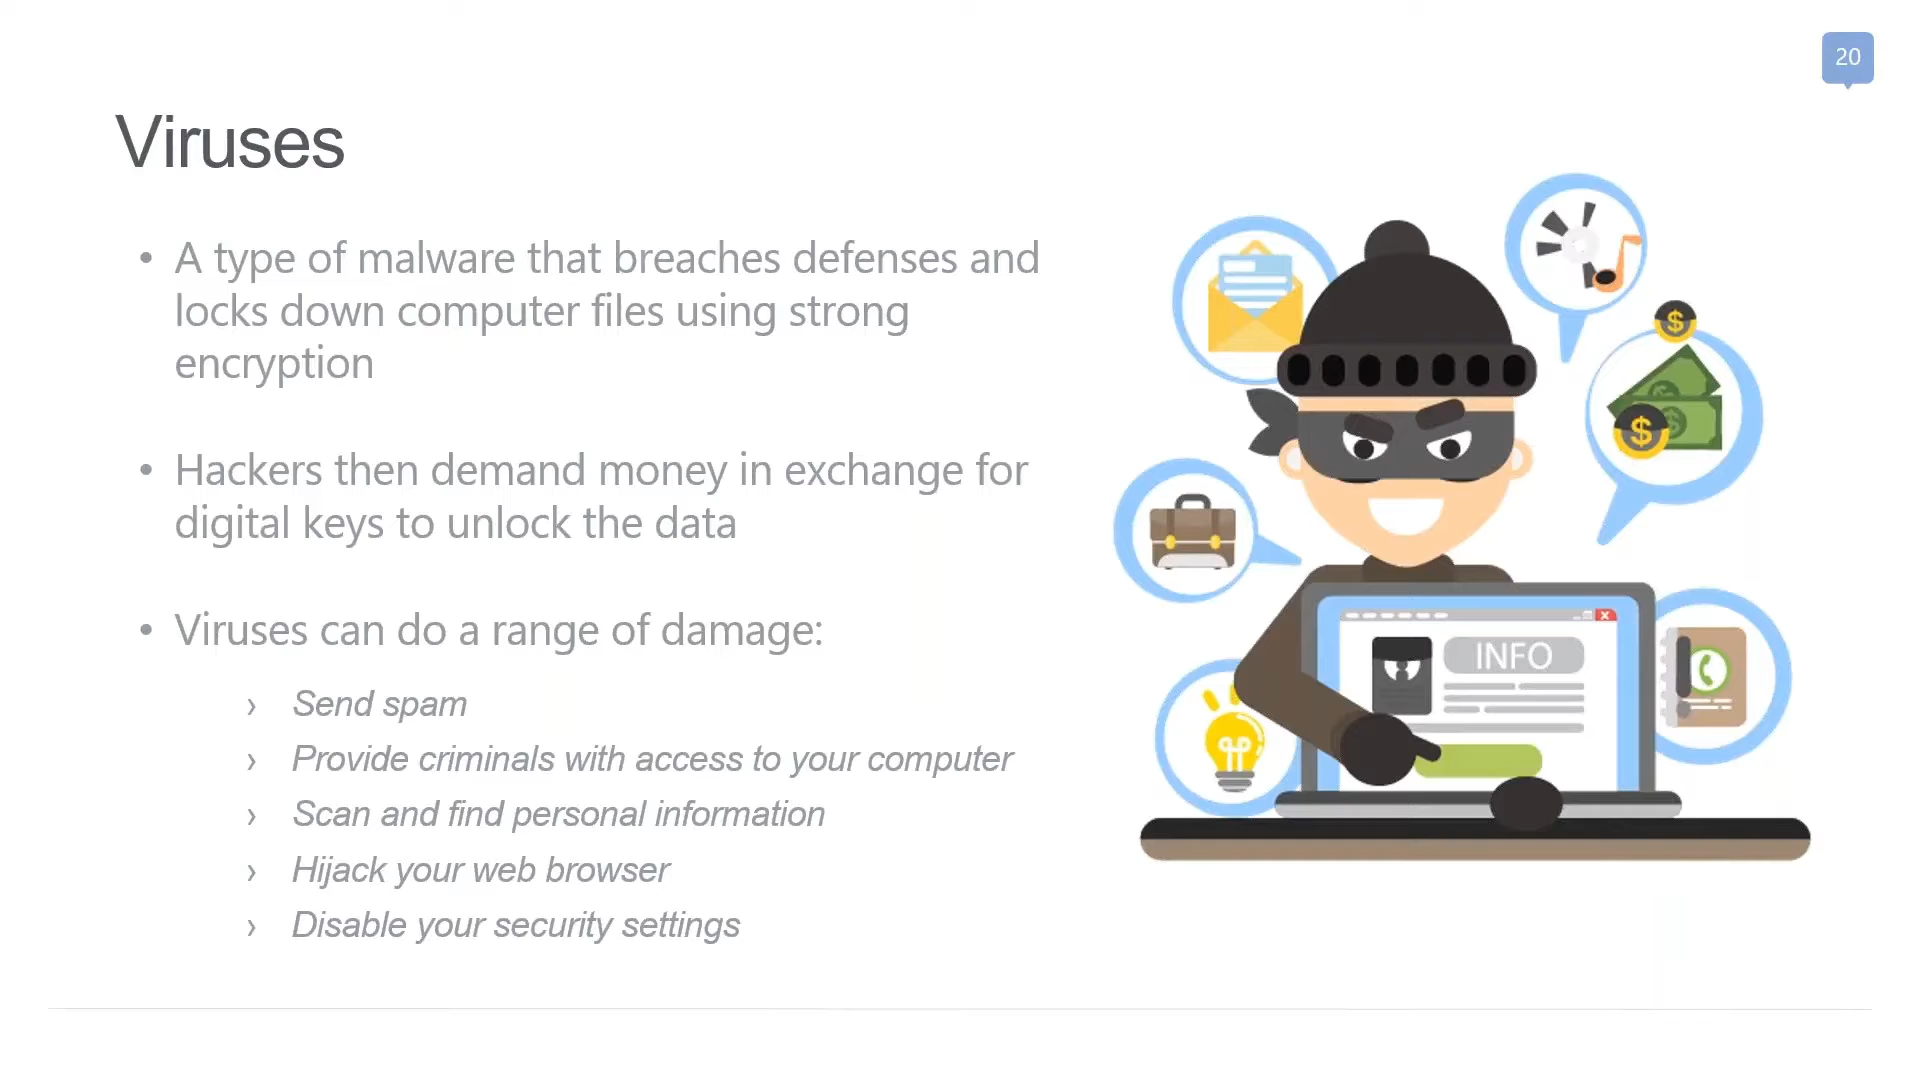 20
Viruses
• A type of malware that breaches defenses and
locks down computer files using strong
encryption
• Hackers then demand money in exchange for
digital keys to unlock the data
• Viruses can do a range of damage:
› Send spam
› Provide criminals with access to your computer
› Scan and find personal information
› Hijack your web browser
› Disable your security settings
$
$
INFO